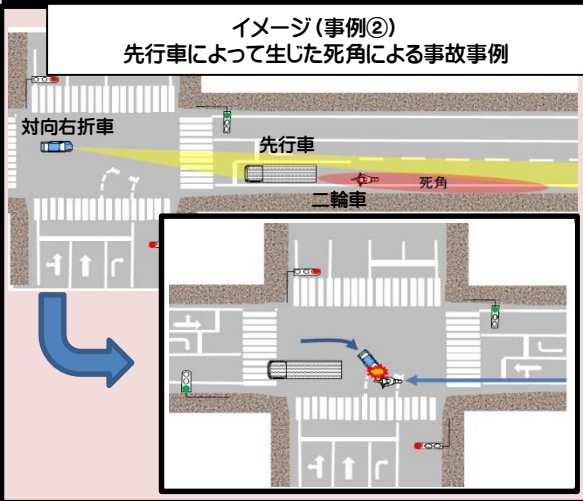 イメージ（事例②）
先行車によって生じた死角による事故事例
対向右折車
先行車
死角
二輪車